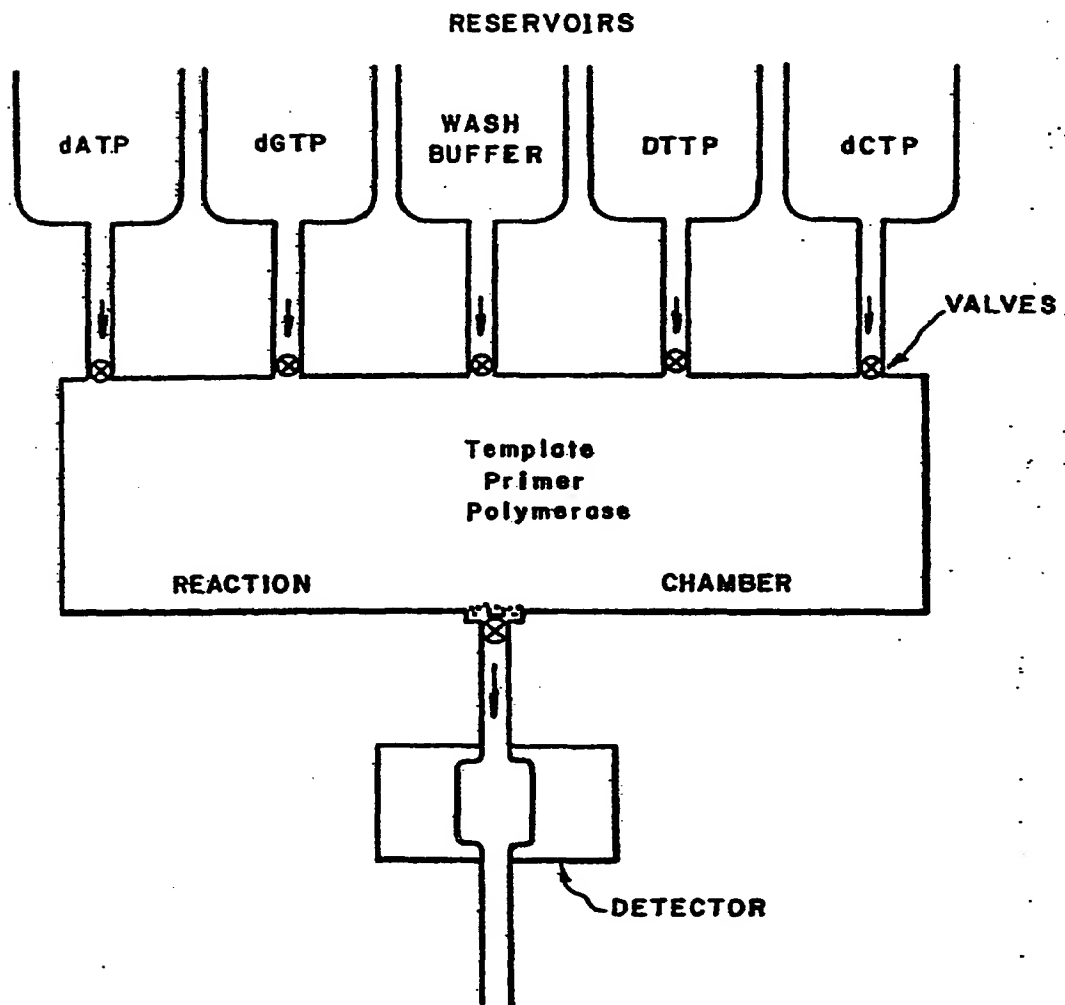 RESERVOIRS
dATP
dGTP
WASH
BUFFER
DTTP
dCTP
VALVES
Template
Primer
Polymerase
REACTION
CHAMBER
DETECTOR